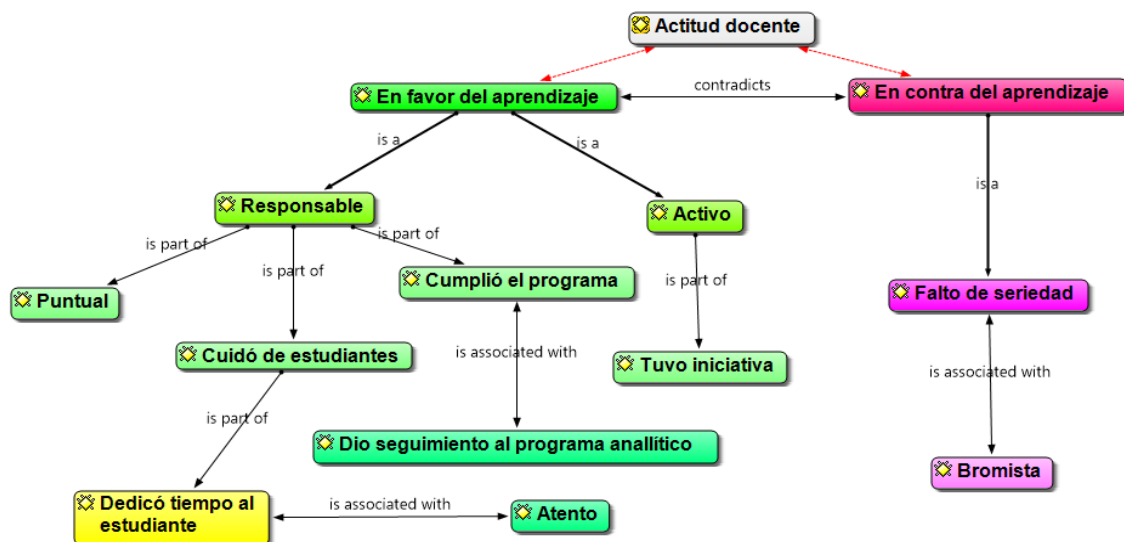 Actitud docente
En favor del aprendizaje
contradicts
En contra del aprendizaje
is a
is a
is a
Responsable
Activo
is part of
is part of
is part of
is part of
Puntual
Cumplió el programa
Falto de seriedad
Cuidó de estudiantes
is associated with
Tuvo iniciativa
is associated with
is part of
Dio seguimiento al programa anallítico
Bromista
Dedicó tiempo al
estudiante
is associated with
Atento